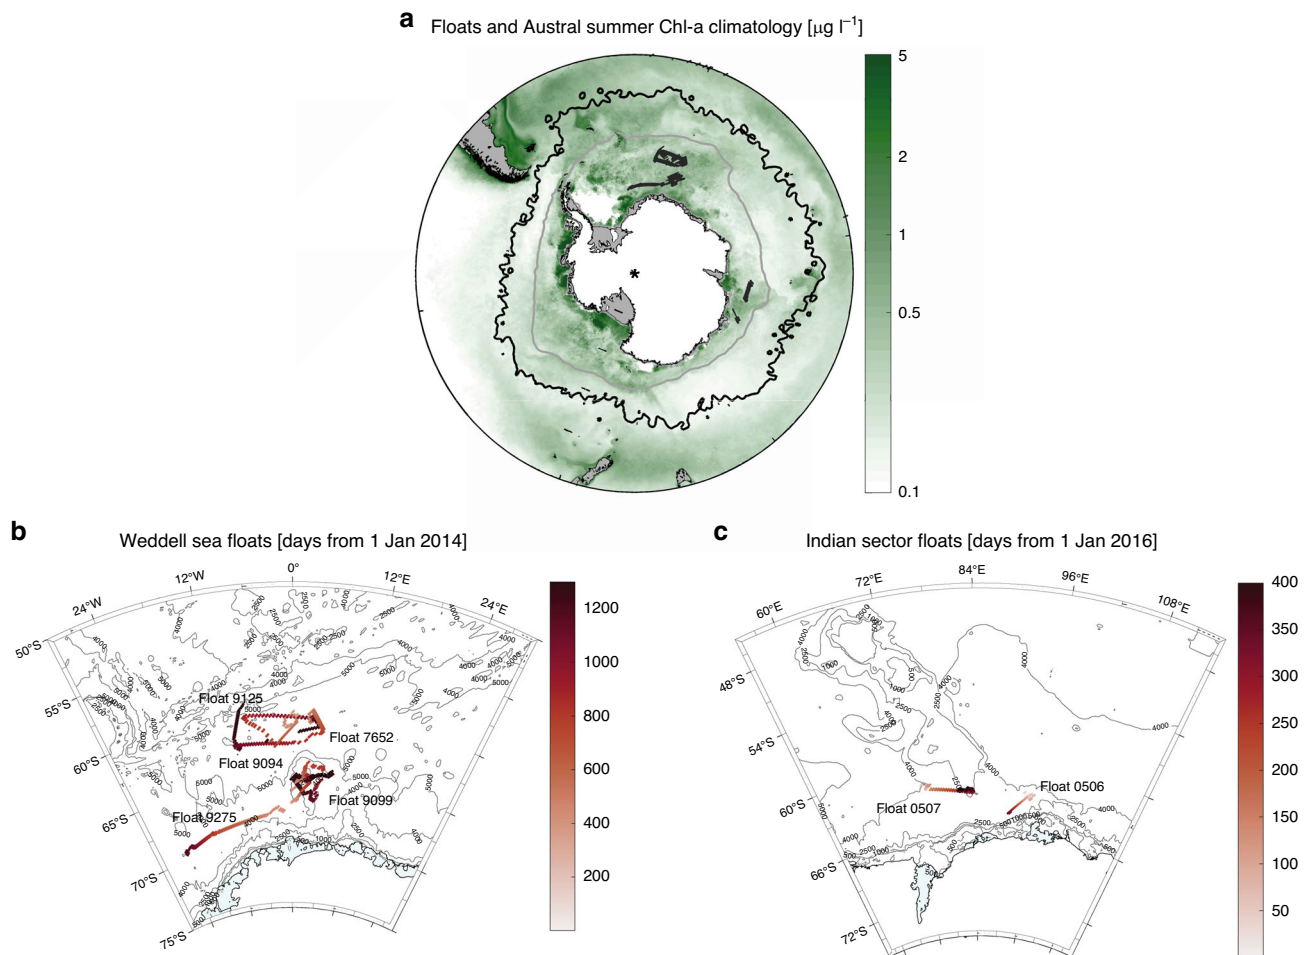 a Floats and Austral summer Chl-a climatology [µg l⁻¹]
5
2
1
0.5
0.1
*
b Weddell sea floats [days from 1 Jan 2014]
24°W 12°W 0° 12°E 24°E
50°S
55°S
60°S
65°S
70°S
75°S
Float 9125
Float 7652
Float 9094
Float 9099
Float 9275
1200
1000
800
600
400
200
c Indian sector floats [days from 1 Jan 2016]
60°E 72°E 84°E 96°E 108°E
48°S
54°S
60°S
66°S
72°S
Float 0506
Float 0507
400
350
300
250
200
150
100
50